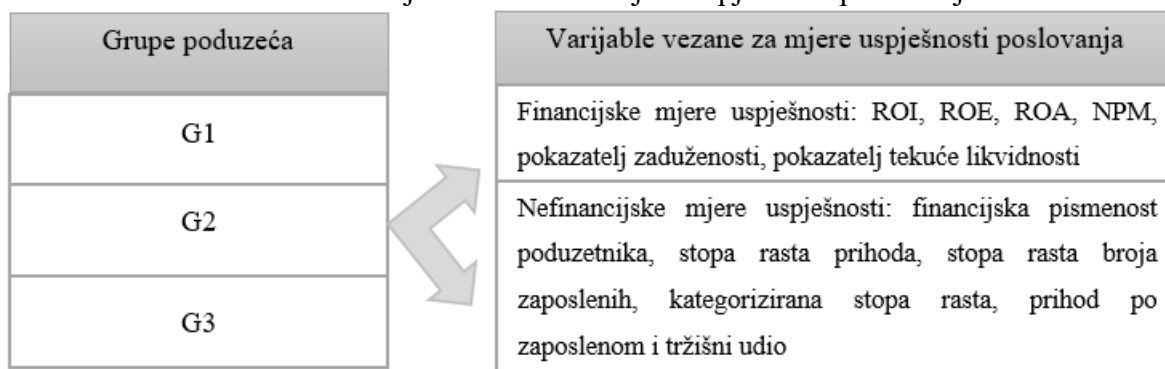 Grupe poduzeća
G1
G2
G3
Varijable vezane za mjere uspješnosti poslovanja
Financijske mjere uspješnosti: ROI, ROE, ROA, NPM,
pokazatelj zaduženosti, pokazatelj tekuće likvidnosti
Nefinancijske mjere uspješnosti: financijska pismenost
poduzetnika, stopa rasta prihoda, stopa rasta broja
zaposlenih, kategorizirana stopa rasta, prihod po
zaposlenom i tržišni udio